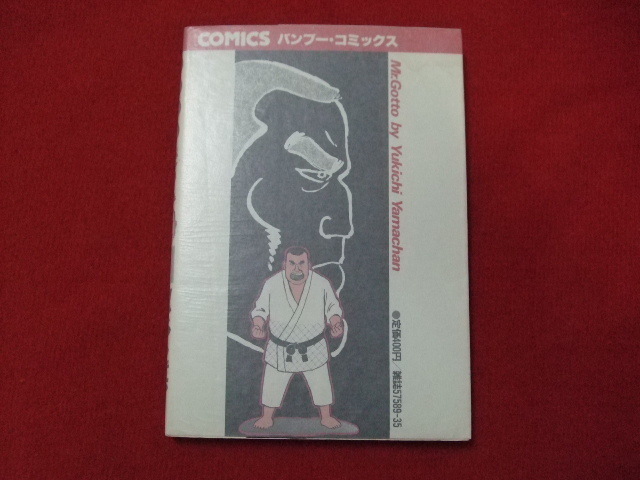 COMICS バンブー・コミックス
Mr.Gotto by Yukichi Yamachan
●定価400円/雑誌57589-35